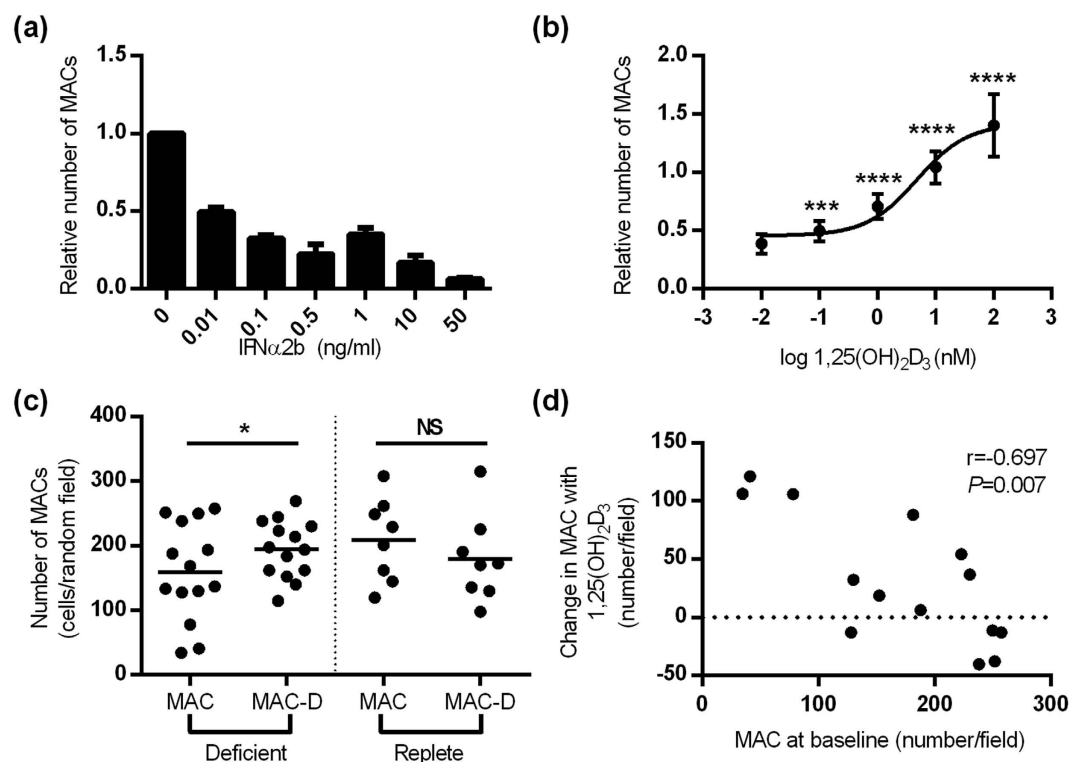 (a)
Relative number of MACs
1.5
1.0
0.5
0.0
0
0.01
0.1
0.5
1
10
50
IFNα2b (ng/ml)
(b)
Relative number of MACs
2.0
1.5
1.0
0.5
0.0
***
****
****
****
-3
-2
-1
0
1
2
3
log 1,25(OH)₂D₃ (nM)
(c)
Number of MACs
(cells/random field)
400
300
200
100
0
*
NS
MAC
MAC-D
MAC
MAC-D
Deficient
Replete
(d)
Change in MAC with
1,25(OH)₂D₃
(number/field)
150
100
50
0
-50
r=-0.697
P=0.007
0
100
200
300
MAC at baseline (number/field)